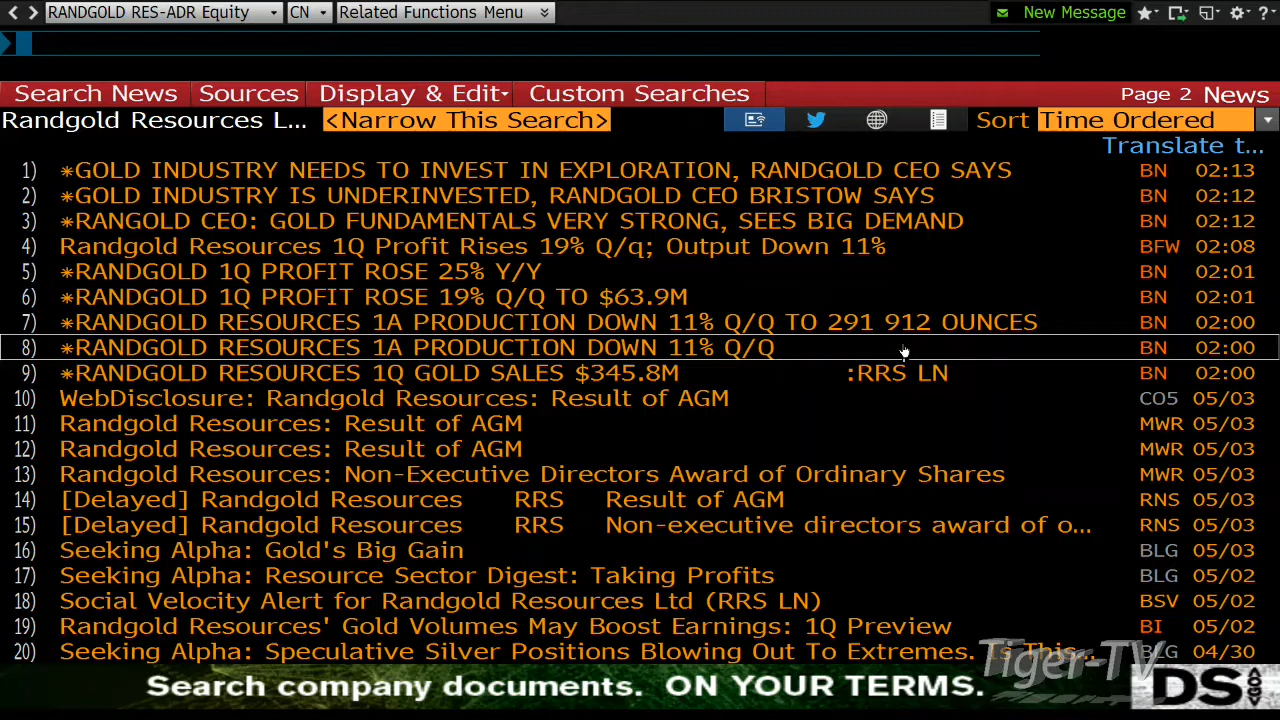 RANDGOLD RES-ADR Equity CN Related Functions Menu New Message
Search News Sources Display & Edit Custom Searches Page 2 News
Randgold Resources L... <Narrow This Search> Sort Time Ordered
Translate t...
1) *GOLD INDUSTRY NEEDS TO INVEST IN EXPLORATION, RANDGOLD CEO SAYS BN 02:13
2) *GOLD INDUSTRY IS UNDERINVESTED, RANDGOLD CEO BRISTOW SAYS BN 02:12
3) *RANGOLD CEO: GOLD FUNDAMENTALS VERY STRONG, SEES BIG DEMAND BN 02:12
4) Randgold Resources 1Q Profit Rises 19% Q/q; Output Down 11% BFW 02:08
5) *RANDGOLD 1Q PROFIT ROSE 25% Y/Y BN 02:01
6) *RANDGOLD 1Q PROFIT ROSE 19% Q/Q TO $63.9M BN 02:01
7) *RANDGOLD RESOURCES 1A PRODUCTION DOWN 11% Q/Q TO 291 912 OUNCES BN 02:00
8) *RANDGOLD RESOURCES 1A PRODUCTION DOWN 11% Q/Q BN 02:00
9) *RANDGOLD RESOURCES 1Q GOLD SALES $345.8M :RRS LN BN 02:00
10) WebDisclosure: Randgold Resources: Result of AGM CO5 05/03
11) Randgold Resources: Result of AGM MWR 05/03
12) Randgold Resources: Result of AGM MWR 05/03
13) Randgold Resources: Non-Executive Directors Award of Ordinary Shares MWR 05/03
14) [Delayed] Randgold Resources RRS Result of AGM RNS 05/03
15) [Delayed] Randgold Resources RRS Non-executive directors award of o... RNS 05/03
16) Seeking Alpha: Gold's Big Gain BLG 05/03
17) Seeking Alpha: Resource Sector Digest: Taking Profits BLG 05/02
18) Social Velocity Alert for Randgold Resources Ltd (RRS LN) BSV 05/02
19) Randgold Resources' Gold Volumes May Boost Earnings: 1Q Preview BI 05/02
20) Seeking Alpha: Speculative Silver Positions Blowing Out To Extremes. Is This... BLG 04/30
Tiger-TV
Search company documents. ON YOUR TERMS. DS